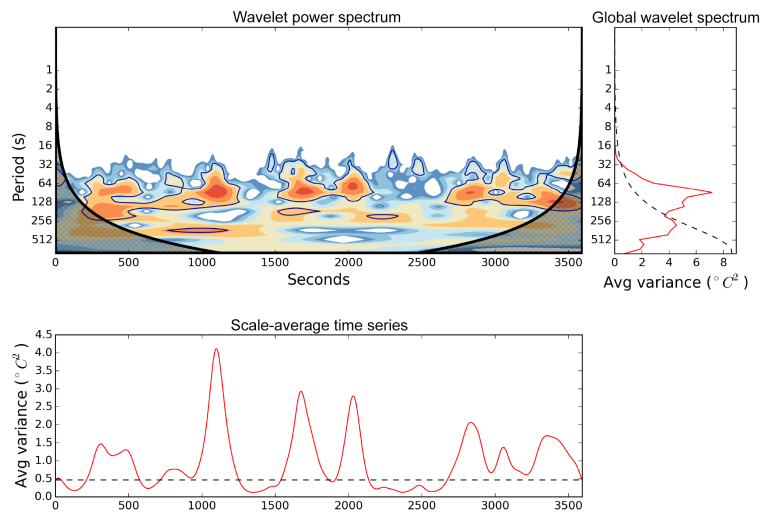 Wavelet power spectrum
Global wavelet spectrum
Period (s)
1
2
4
8
16
32
64
128
256
512
0 500 1000 1500 2000 2500 3000 3500
Seconds
1
2
4
8
16
32
64
128
256
512
0 2 4 6 8
Avg variance (°C²)
Scale-average time series
Avg variance (°C²)
4.5
4.0
3.5
3.0
2.5
2.0
1.5
1.0
0.5
0.0
0 500 1000 1500 2000 2500 3000 3500
Seconds